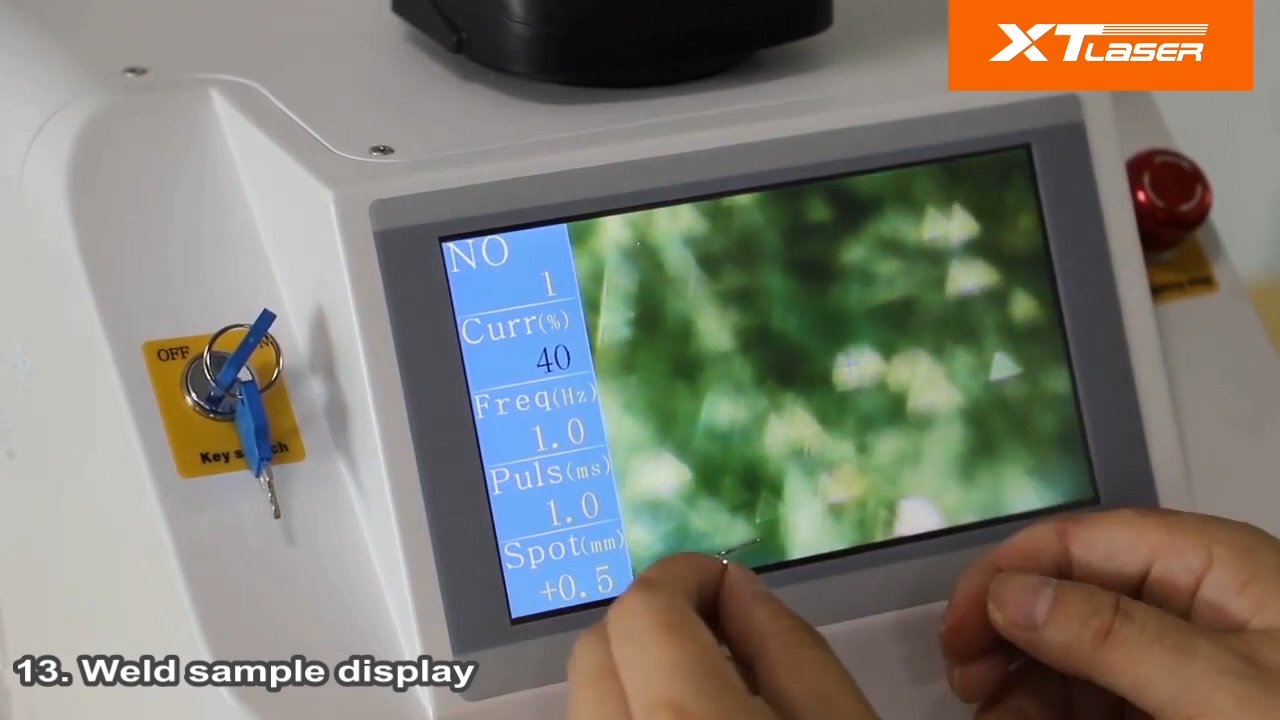 XT LASER
NO
1
Curr(%)
40
Freq(Hz)
1.0
Puls(ms)
1.0
Spot(mm)
+0.5
OFF
Key
13. Weld sample display